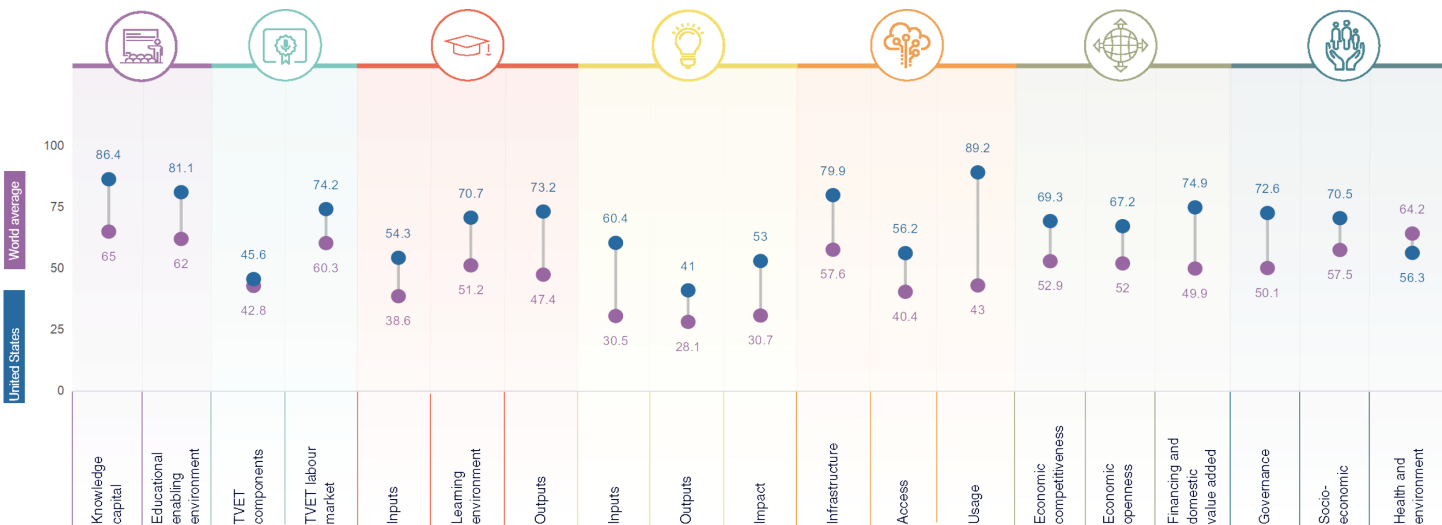 100
75
50
25
0
World average
United States
86.4
65
81.1
62
45.6
42.8
74.2
60.3
54.3
38.6
70.7
51.2
73.2
47.4
60.4
30.5
41
28.1
53
30.7
79.9
57.6
56.2
40.4
89.2
43
69.3
52.9
67.2
52
74.9
49.9
72.6
50.1
70.5
57.5
64.2
56.3
Knowledge
capital
Educational
enabling
environment
TVET
components
TVET labour
market
Inputs
Learning
environment
Outputs
Inputs
Outputs
Impact
Infrastructure
Access
Usage
Economic
competitiveness
Economic
openness
Financing and
domestic
value added
Governance
Socio-
economic
Health and
environment